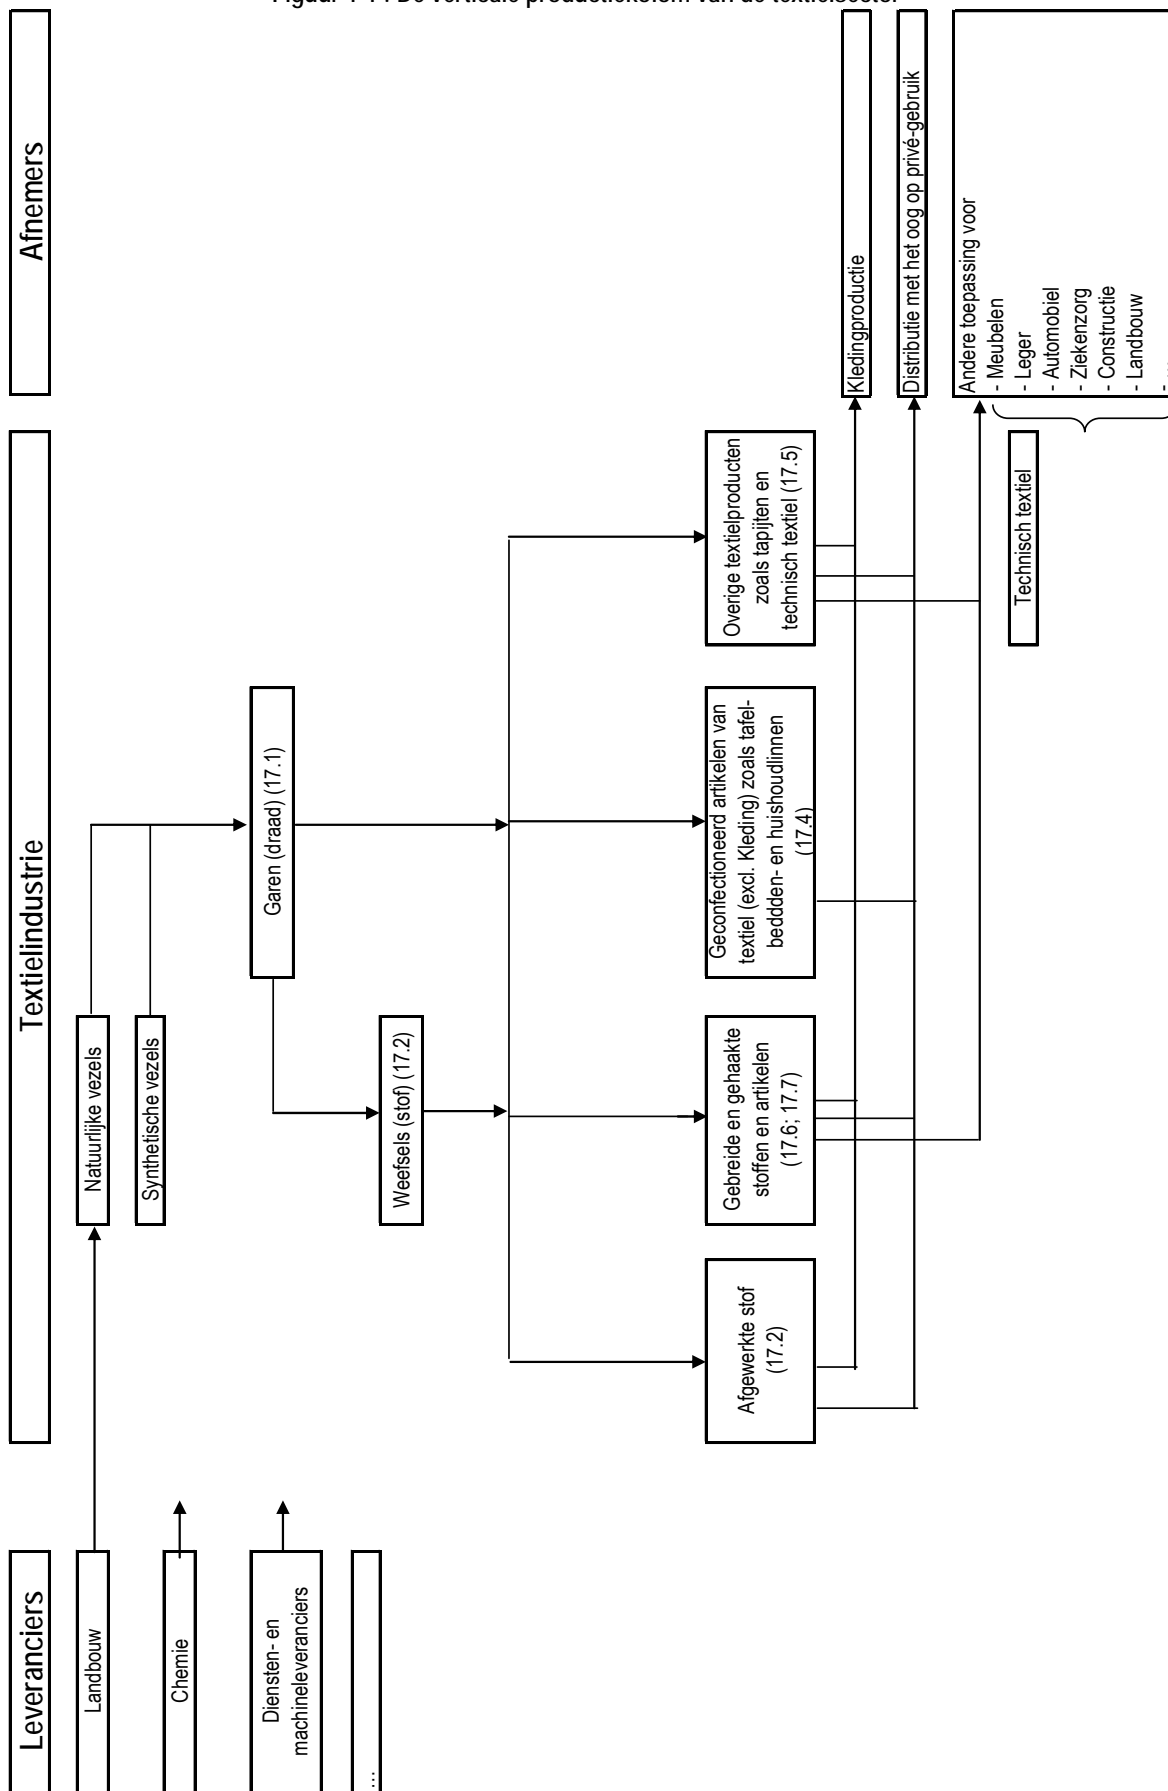 Figuur 1-1 : De verticale productiekolom van de textielsector
Leveranciers
Textielindustrie
Afnemers
Landbouw
Chemie
Diensten- en
machineleveranciers
...
Natuurlijke vezels
Synthetische vezels
Garen (draad) (17.1)
Weefsels (stof) (17.2)
Afgewerkte stof
(17.2)
Gebreide en gehaakte
stoffen en artikelen
(17.6; 17.7)
Geconfectioneerd artikelen van
textiel (excl. Kleding) zoals tafel-
beddden- en huishoudlinnen
(17.4)
Overige textielproducten
zoals tapijten en
technisch textiel (17.5)
Kledingproductie
Distributie met het oog op privé-gebruik
Andere toepassing voor
- Meubelen
- Leger
- Automobiel
- Ziekenzorg
- Constructie
- Landbouw
- ...
Technisch textiel